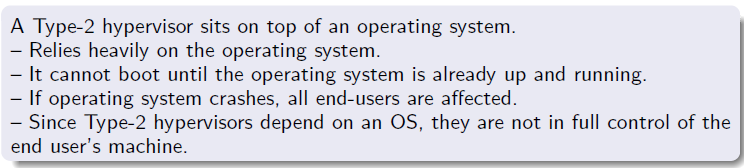 A Type-2 hypervisor sits on top of an operating system.
– Relies heavily on the operating system.
– It cannot boot until the operating system is already up and running.
– If operating system crashes, all end-users are affected.
– Since Type-2 hypervisors depend on an OS, they are not in full control of the
end user's machine.